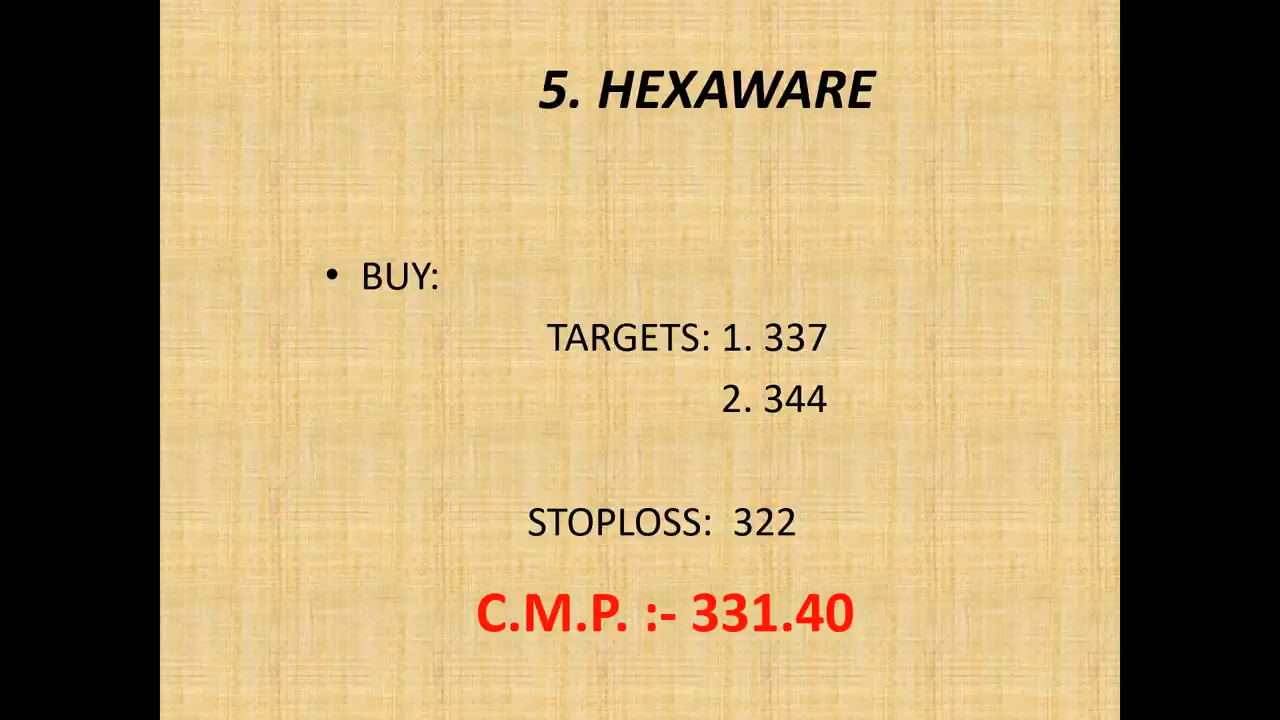 5. HEXAWARE
• BUY:
TARGETS: 1. 337
2. 344
STOPLOSS: 322
C.M.P. :- 331.40